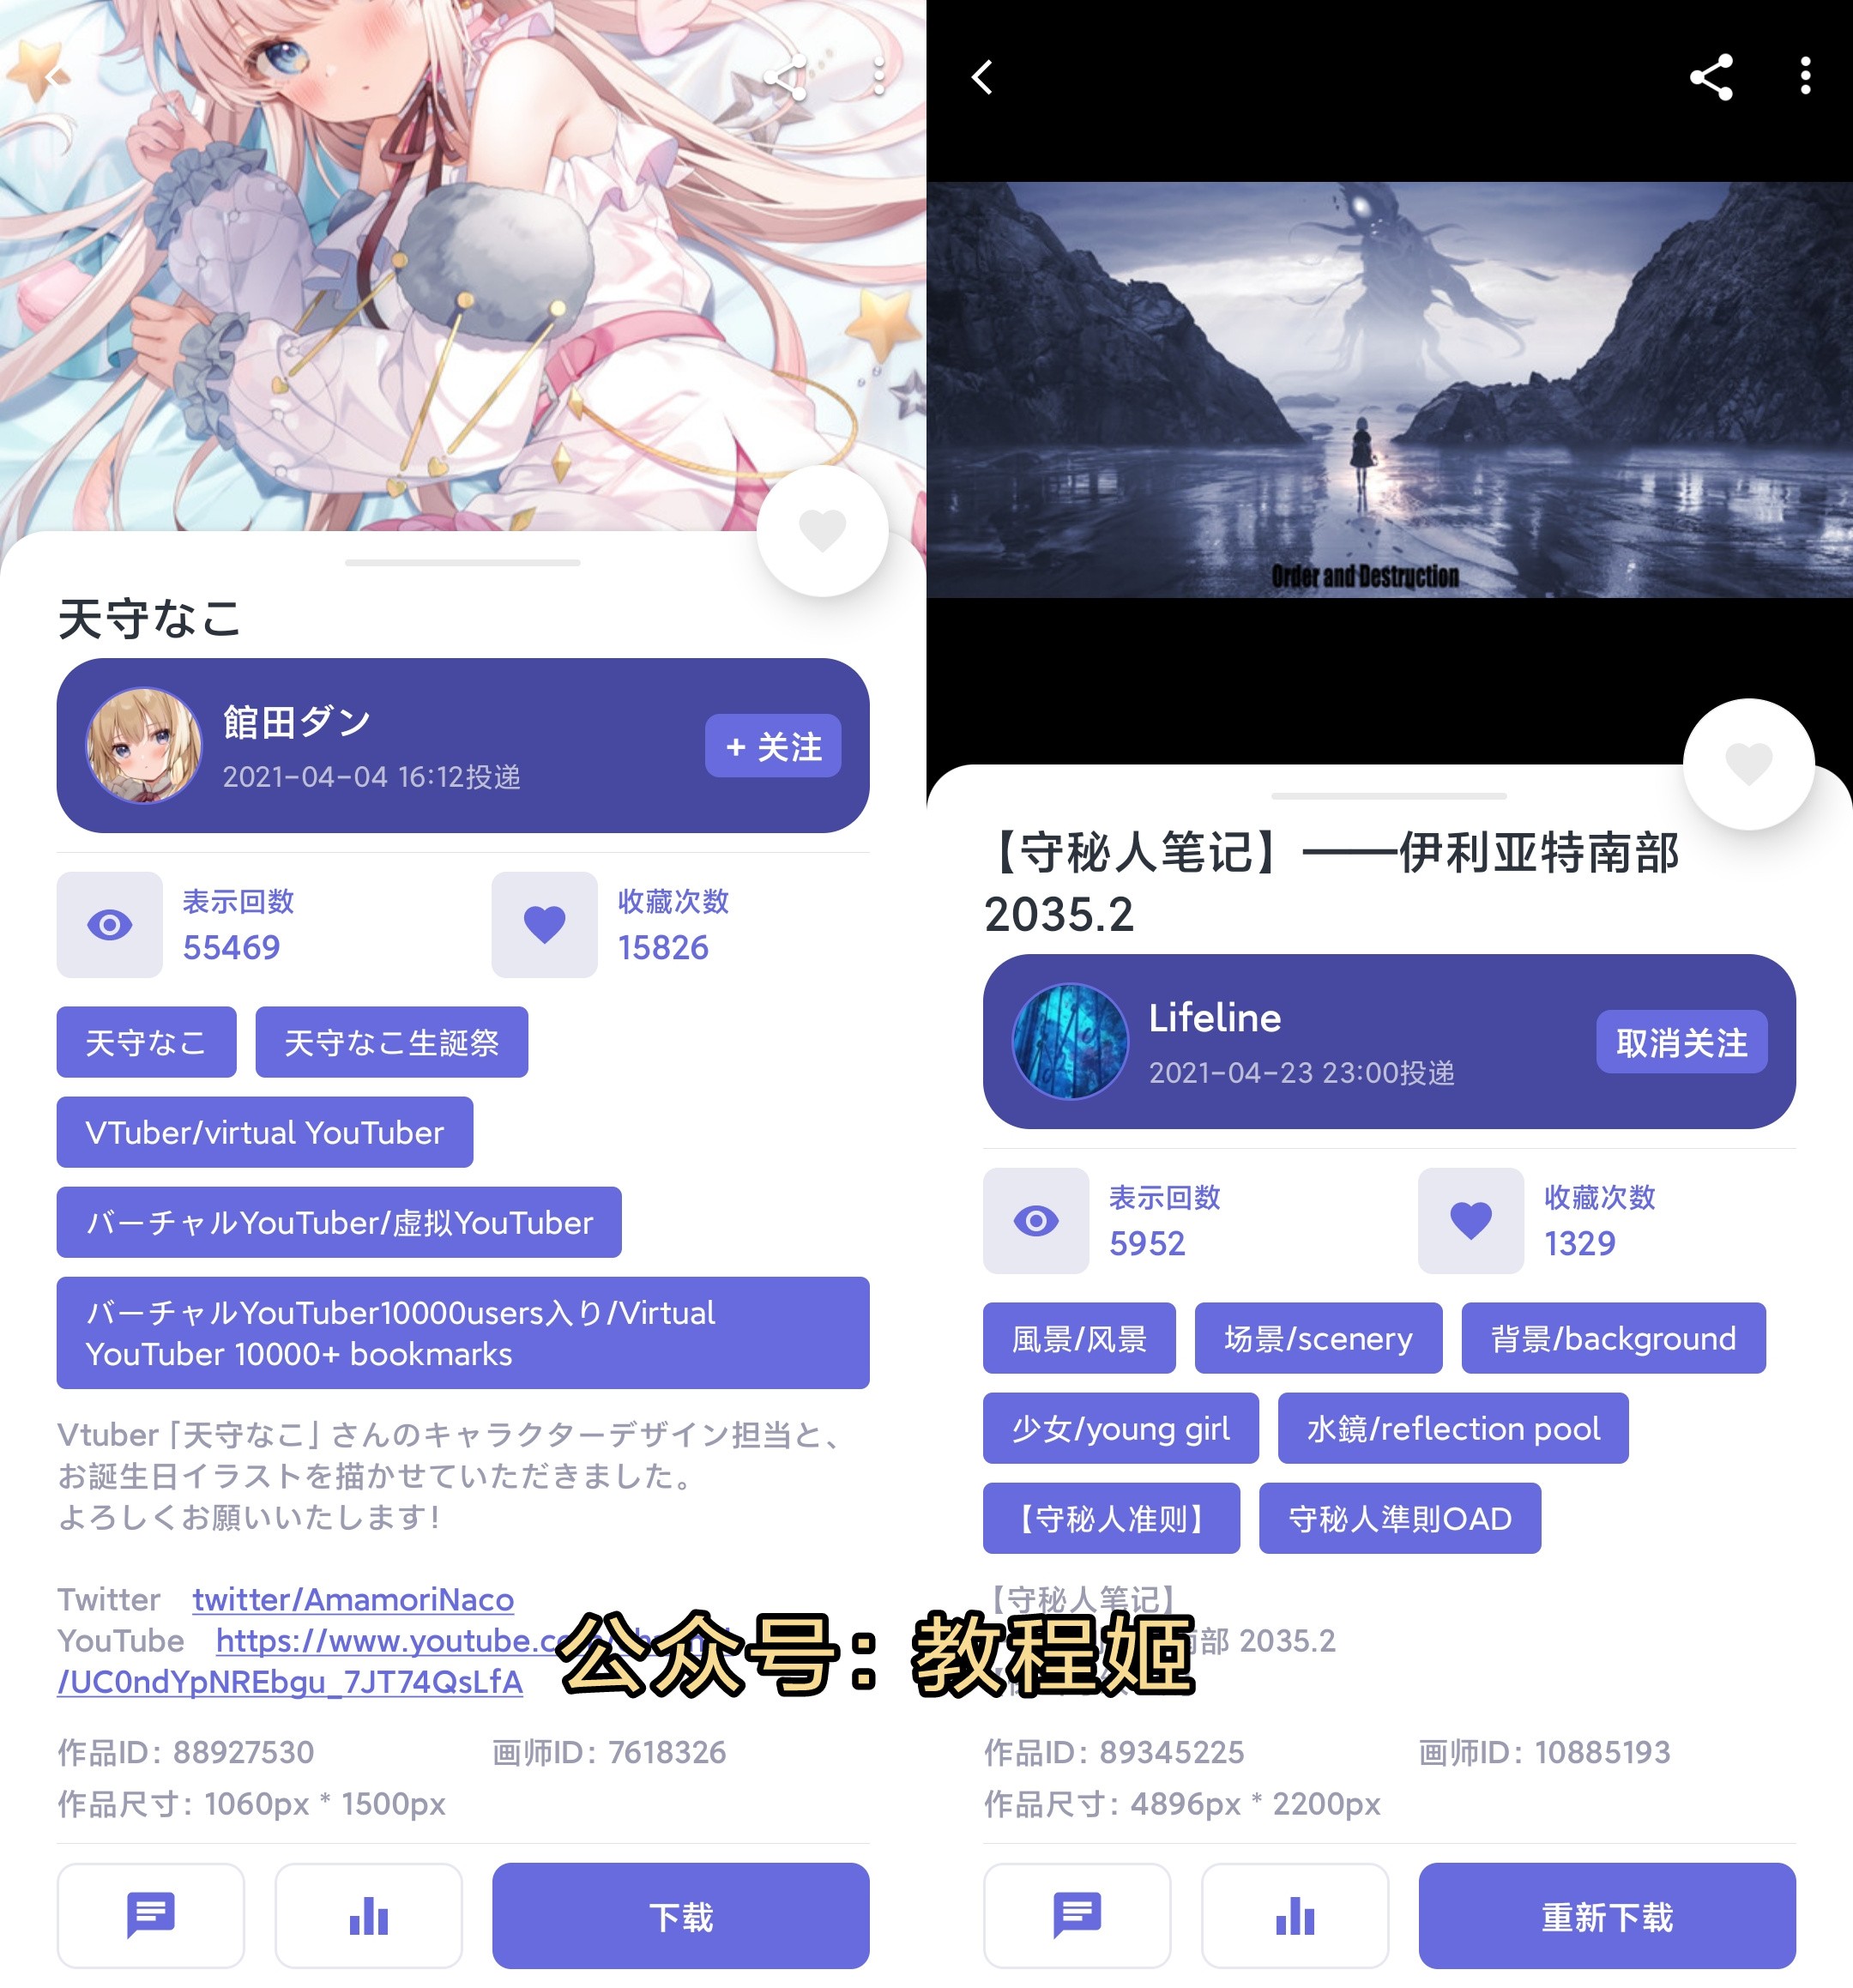 天守なこ
館田ダン
2021-04-04 16:12投递
+ 关注
表示回数
55469
收藏次数
15826
天守なこ
天守なこ生誕祭
VTuber/virtual YouTuber
バーチャルYouTuber/虚拟YouTuber
バーチャルYouTuber10000users入り/Virtual
YouTuber 10000+ bookmarks
Vtuber「天守なこ」さんのキャラクターデザイン担当と、
お誕生日イラストを描かせていただきました。
よろしくお願いいたします!
Twitter twitter/AmamoriNaco
YouTube https://www.youtube.
/UC0ndYpNREbgu_7JT74QsLfA
作品ID: 88927530
画师ID: 7618326
作品尺寸: 1060px * 1500px
下载
Order and Destruction
【守秘人笔记】——伊利亚特南部
2035.2
Lifeline
2021-04-23 23:00投递
取消关注
表示回数
5952
收藏次数
1329
風景/风景
场景/scenery
背景/background
少女/young girl
水鏡/reflection pool
【守秘人准则】
守秘人準則OAD
【守秘人笔记】
部 2035.2
作品ID: 89345225
画师ID: 10885193
作品尺寸: 4896px * 2200px
重新下载
公众号: 教程姬